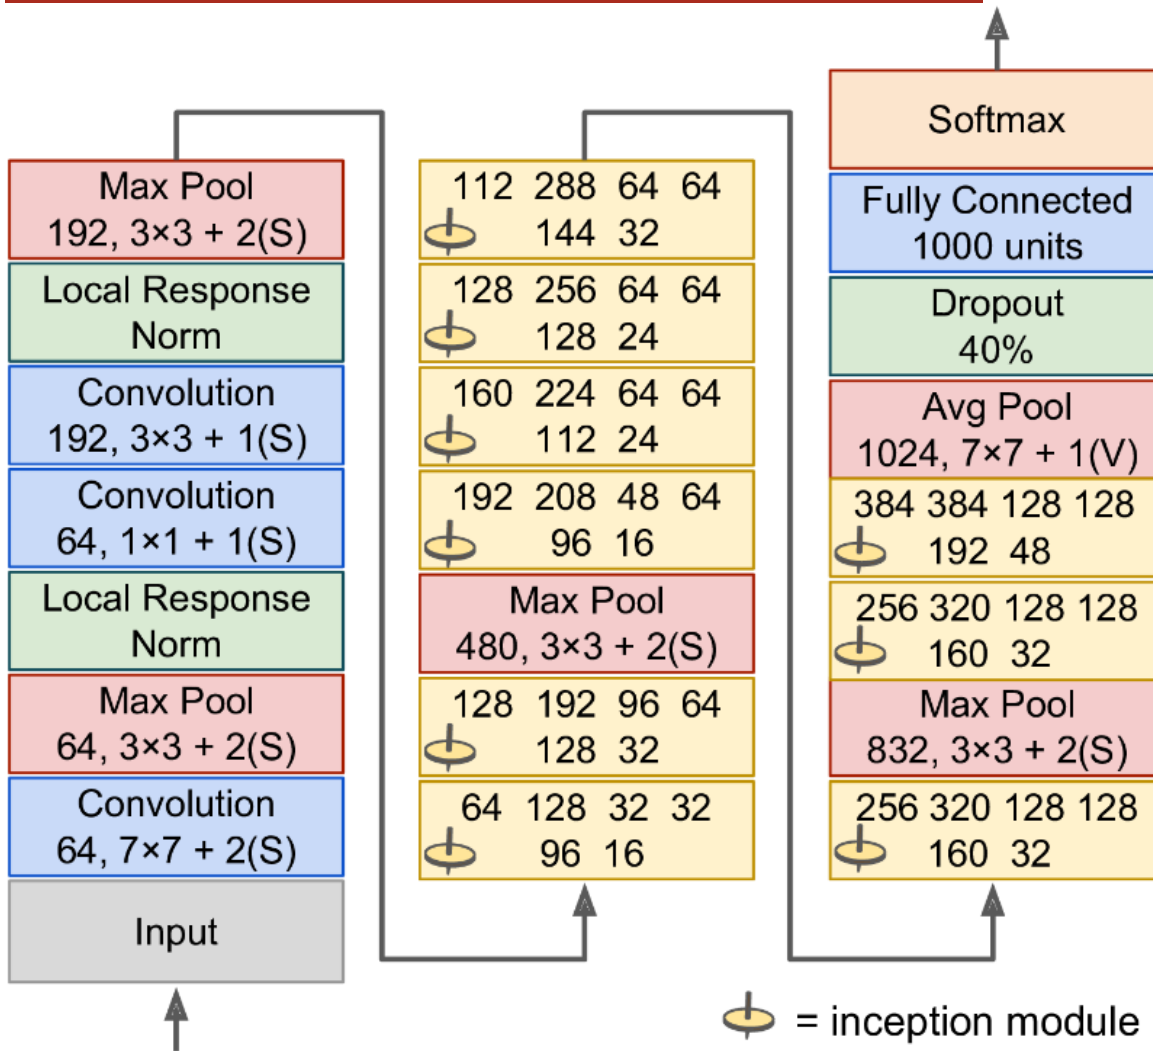 Max Pool
192, 3×3 + 2(S)
Local Response
Norm
Convolution
192, 3×3 + 1(S)
Convolution
64, 1×1 + 1(S)
Local Response
Norm
Max Pool
64, 3×3 + 2(S)
Convolution
64, 7×7 + 2(S)
Input
112 288 64 64
144 32
128 256 64 64
128 24
160 224 64 64
112 24
192 208 48 64
96 16
Max Pool
480, 3×3 + 2(S)
128 192 96 64
128 32
64 128 32 32
96 16
Softmax
Fully Connected
1000 units
Dropout
40%
Avg Pool
1024, 7×7 + 1(V)
384 384 128 128
192 48
256 320 128 128
160 32
Max Pool
832, 3×3 + 2(S)
256 320 128 128
160 32
= inception module